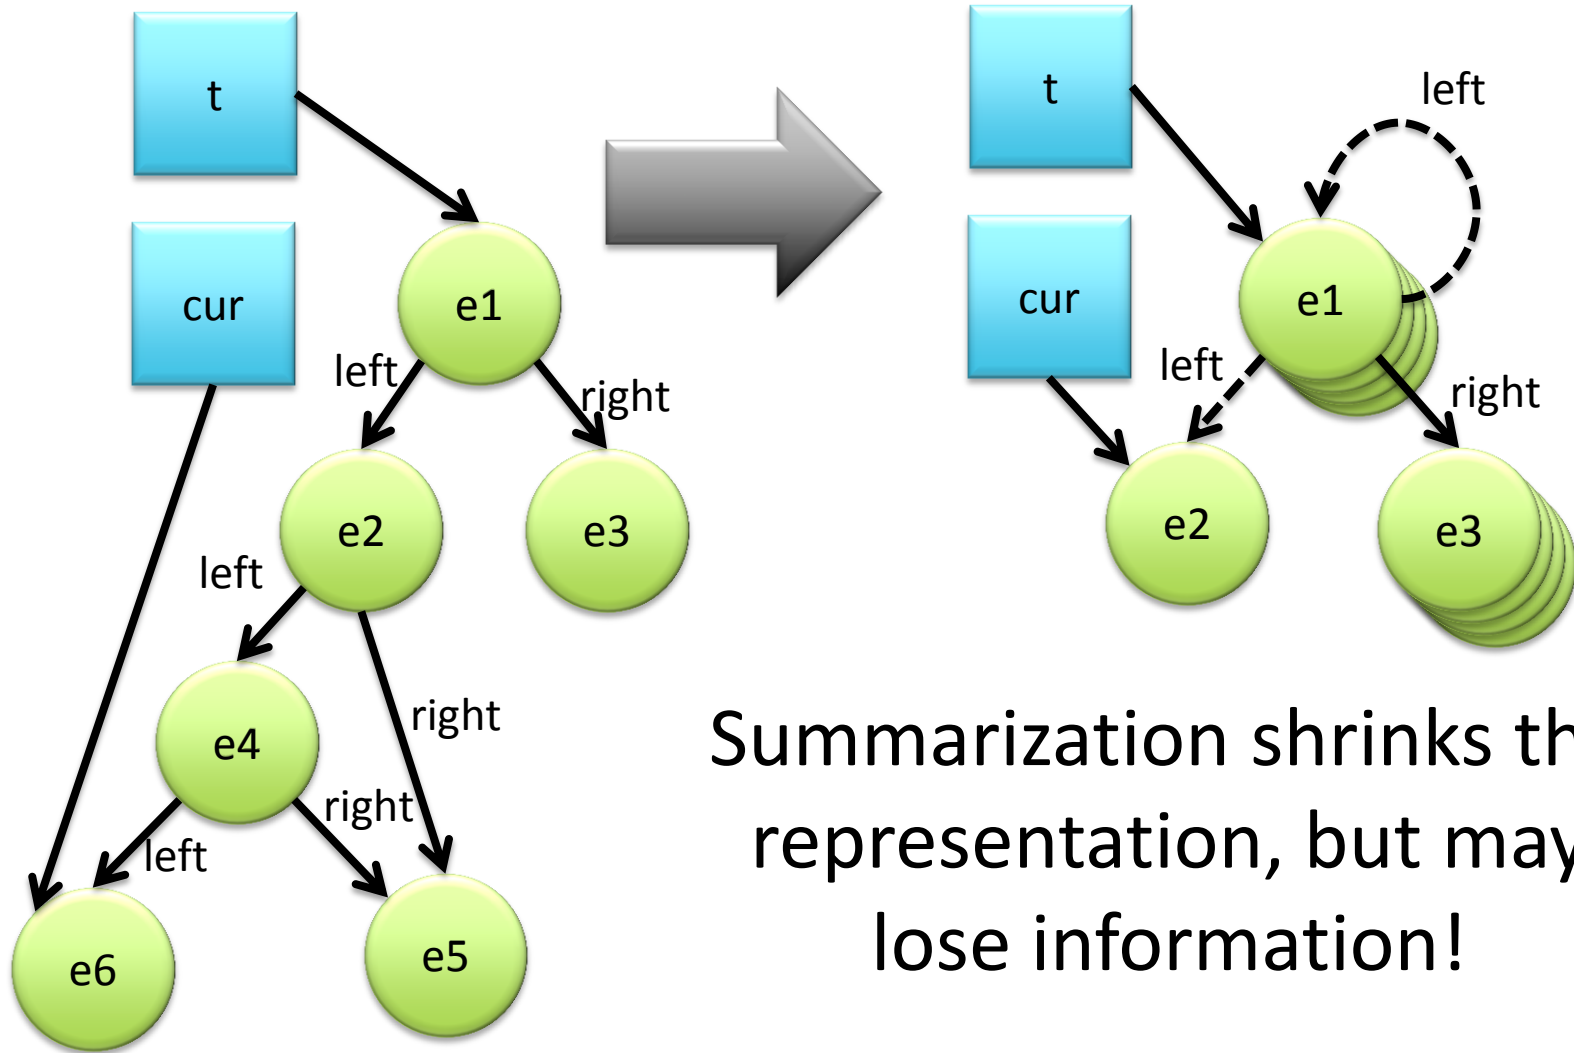 t
cur
e1
left
right
e2
e3
left
right
e4
right
left
e6
e5
t
left
cur
e1
left
right
e2
e3
Summarization shrinks th
representation, but may
lose information!